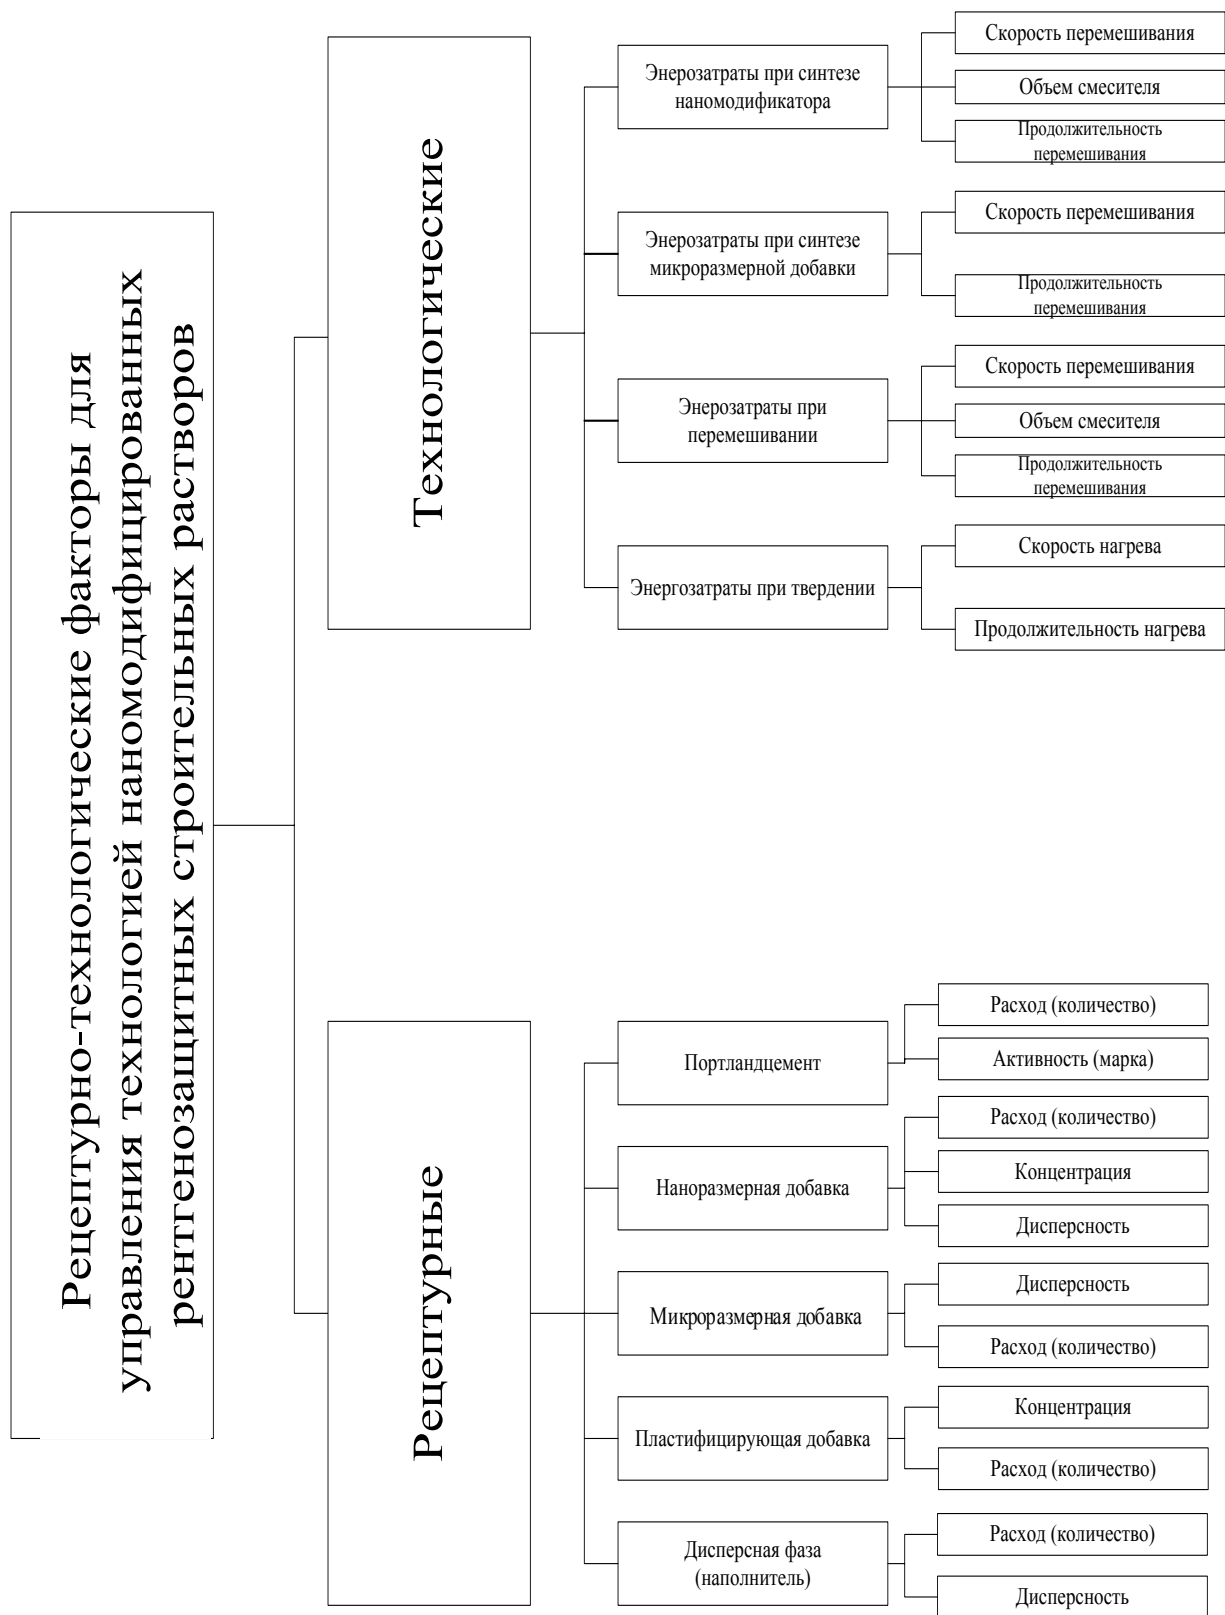 Рецептурно-технологические факторы для
управления технологией наномодифицированных
рентгенозащитных строительных растворов
Технологические
Энерозатраты при синтезе
наномодификатора
Скорость перемешивания
Объем смесителя
Продолжительность
перемешивания
Энерозатраты при синтезе
микроразмерной добавки
Скорость перемешивания
Продолжительность
перемешивания
Энерозатраты при
перемешивании
Скорость перемешивания
Объем смесителя
Продолжительность
перемешивания
Энергозатраты при твердении
Скорость нагрева
Продолжительность нагрева
Рецептурные
Портландцемент
Расход (количество)
Активность (марка)
Наноразмерная добавка
Расход (количество)
Концентрация
Дисперсность
Микроразмерная добавка
Дисперсность
Расход (количество)
Пластифицирующая добавка
Концентрация
Расход (количество)
Дисперсная фаза
(наполнитель)
Расход (количество)
Дисперсность